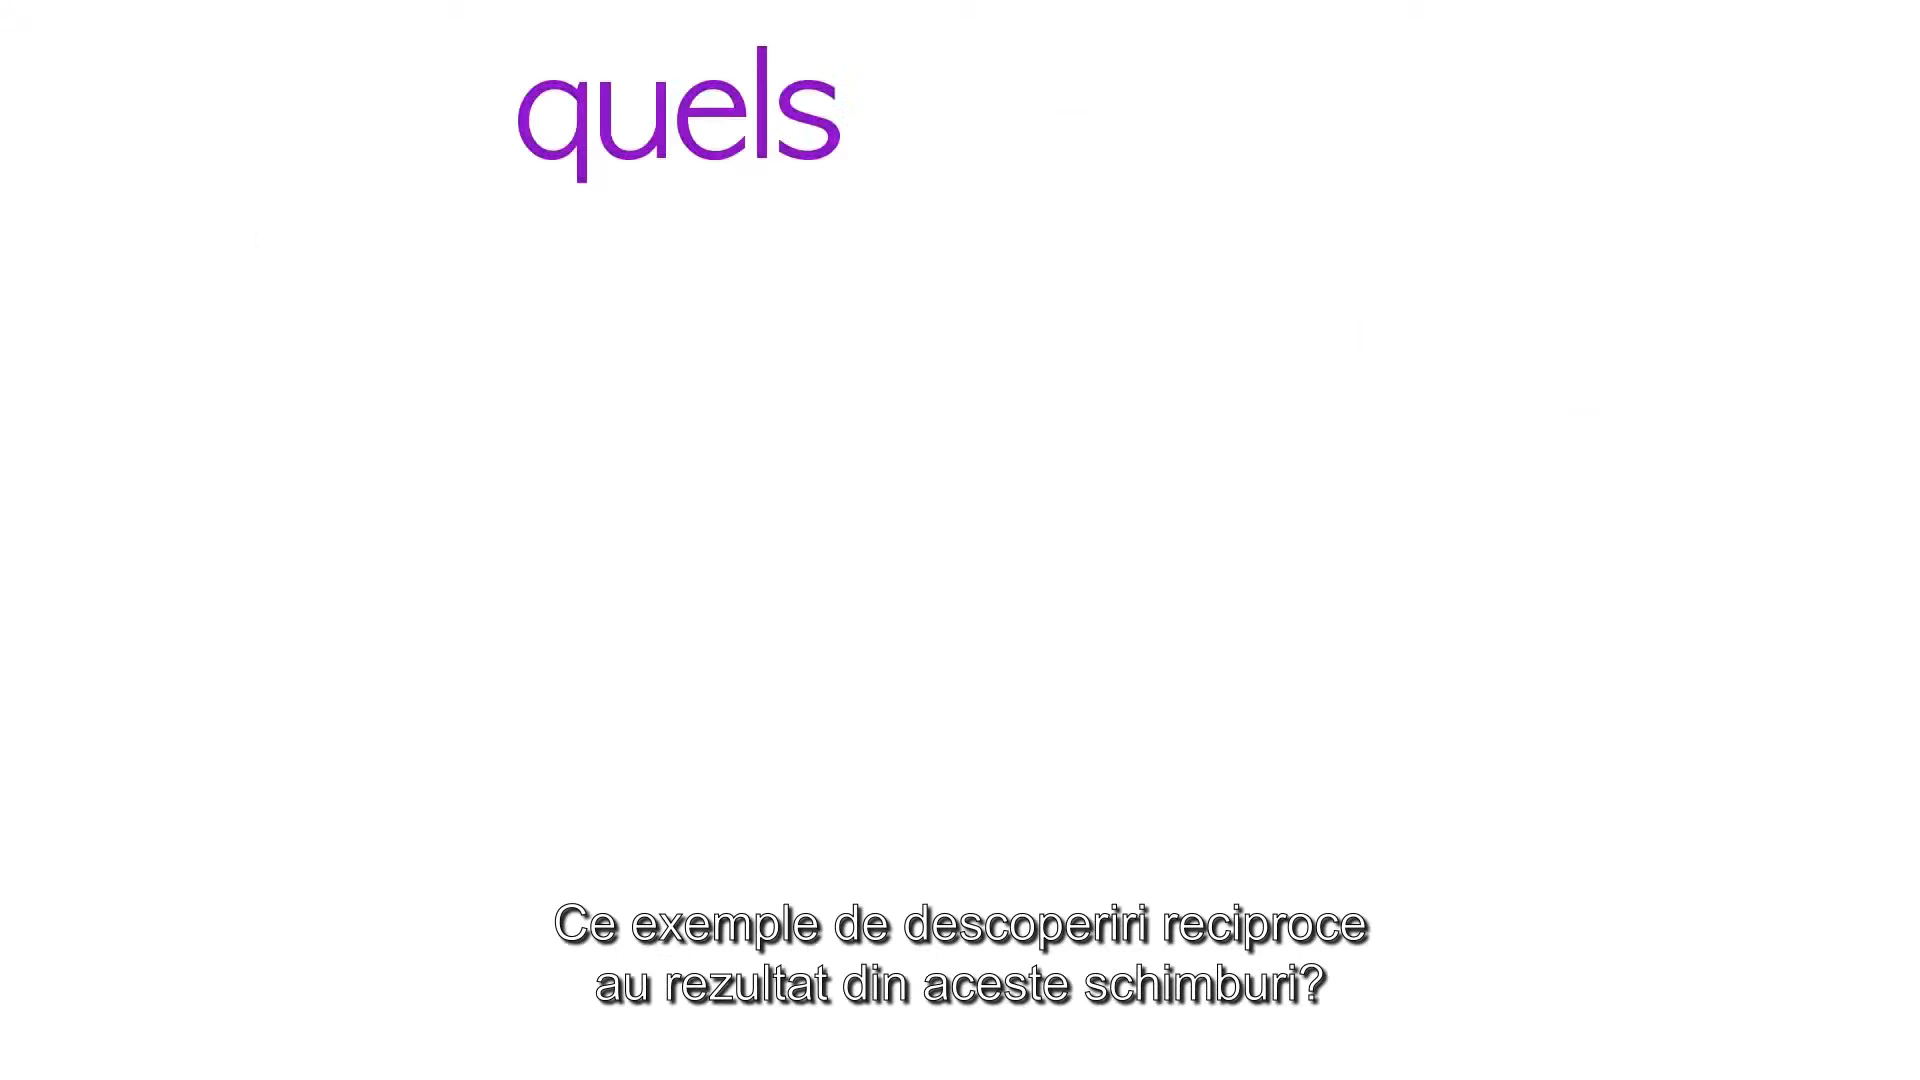 quels
Ce exemple de descoperiri reciproce
au rezultat din aceste schimburi?